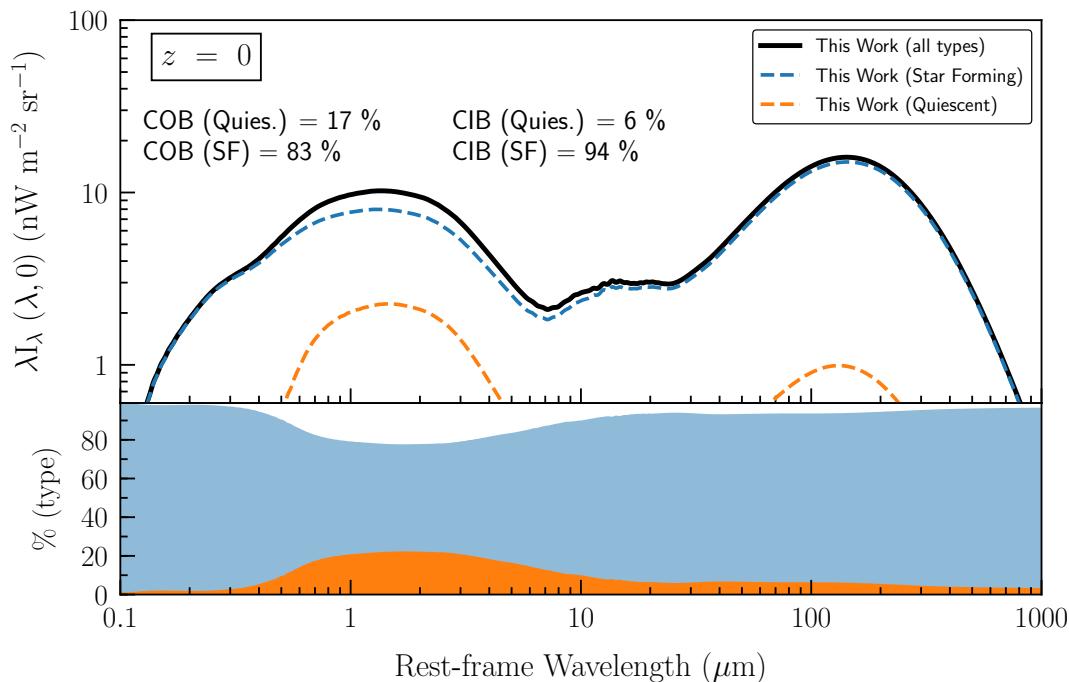 100
10
1
λI_λ (λ, 0) (nW m⁻² sr⁻¹)
z = 0
This Work (all types)
This Work (Star Forming)
This Work (Quiescent)
COB (Quies.) = 17 %
CIB (Quies.) = 6 %
COB (SF) = 83 %
CIB (SF) = 94 %
80
60
40
20
0
% (type)
0.1
1
10
100
1000
Rest-frame Wavelength (μm)